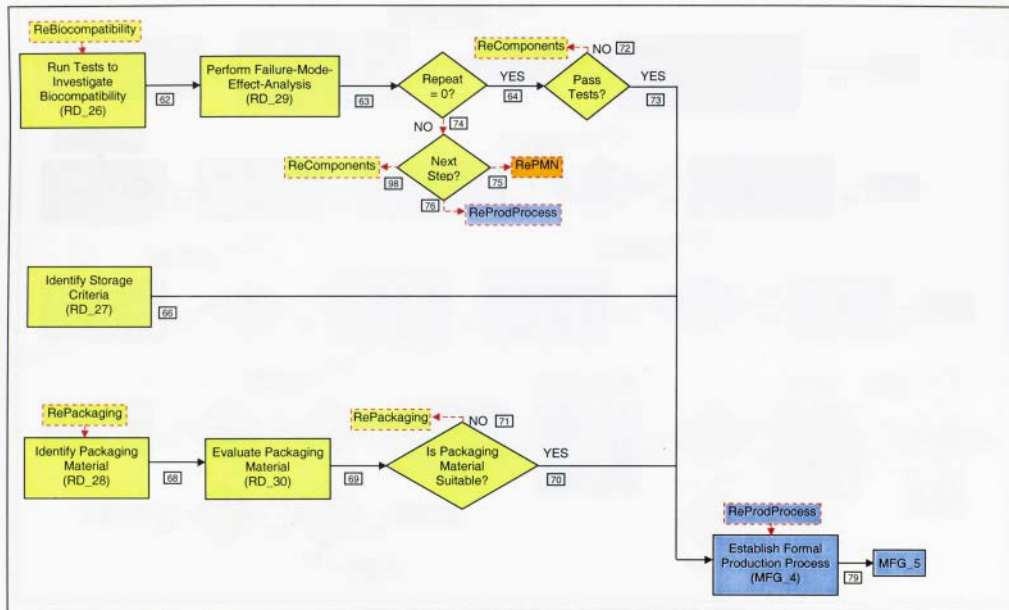 ReBiocompatibility
Run Tests to
Investigate
Biocompatibility
(RD_26)
62
Perform Failure-Mode-
Effect-Analysis
(RD_29)
63
Repeat
= 0?
YES
64
ReComponents
NO 72
Pass
Tests?
YES
73
NO 74
ReComponents
98
Next
Step?
75
RePMN
76
ReProdProcess
Identify Storage
Criteria
(RD_27)
66
RePackaging
Identify Packaging
Material
(RD_28)
68
Evaluate Packaging
Material
(RD_30)
69
RePackaging
NO 71
Is Packaging
Material
Suitable?
YES
70
ReProdProcess
Establish Formal
Production Process
(MFG_4)
79
MFG_5